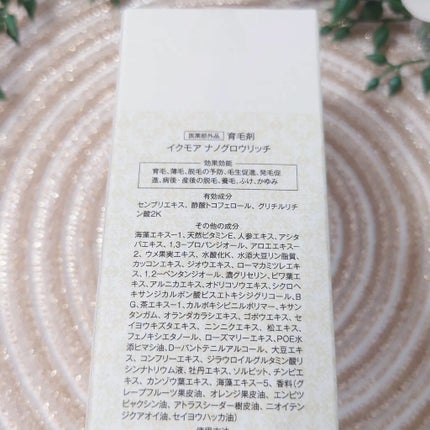 医薬部外品 育毛剤
イクモア ナノグロウリッチ
効果効能
育毛、薄毛、脱毛の予防、毛生促進、発毛促
進、病後・産後の脱毛、養毛、ふけ、かゆみ
有効成分
センブリエキス、酢酸トコフェロール、グリチルリチ
ン酸2K
その他の成分
海藻エキス-1、天然ビタミンE、人参エキス、アシタ
バエキス、1,3-プロパンジオール、アロエエキス-
2、ウメ果実エキス、水酸化K、水添大豆リン脂質、
カッコンエキス、ジオウエキス、ローマカミツレエキ
ス、1,2-ペンタンジオール、濃グリセリン、ビワ葉エ
キス、アルニカエキス、オドリコソウエキス、シクロヘ
キサンジカルボン酸ビスエトキシジグリコール、B
G、茶エキス-1、カルボキシビニルポリマー、キサン
タンガム、オランダカラシエキス、ゴボウエキス、セ
イヨウキズタエキス、ニンニクエキス、松エキス、
フェノキシエタノール、ローズマリーエキス、POE水
添ヒマシ油、D-パントテニルアルコール、大豆エキ
ス、コンフリーエキス、ジラウロイルグルタミン酸リ
シンナトリウム液、牡丹エキス、ソルビット、チンピエ
キス、カンゾウ葉エキス、海藻エキス-5、香料(グ
レープフルーツ果皮油、オレンジ果皮油、エンピツ
ビャクシン油、アトラスシーダー樹皮油、ニオイテン
ジクアオイ油、セイヨウハッカ油)